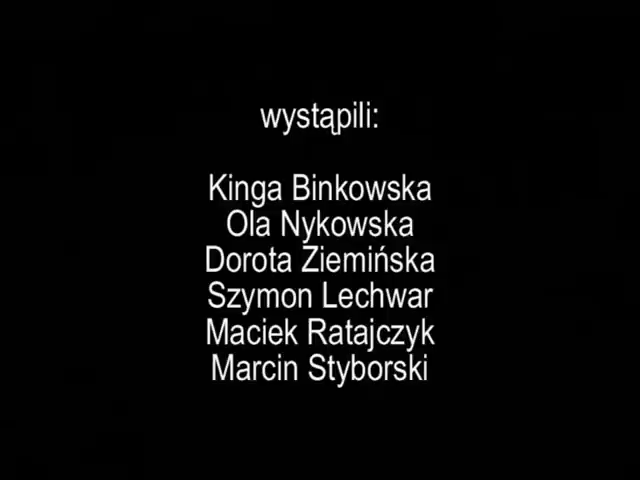 wystąpili:
Kinga Binkowska
Ola Nykowska
Dorota Ziemińska
Szymon Lechwar
Maciek Ratajczyk
Marcin Styborski